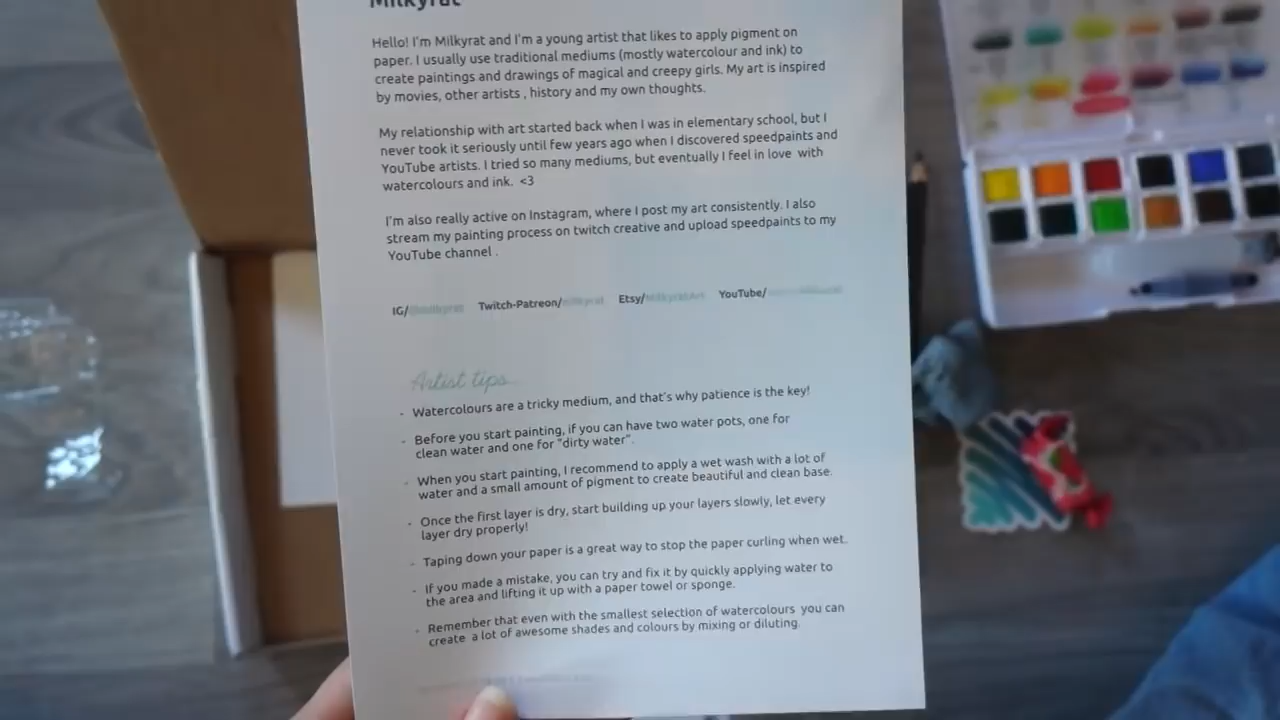 Milkyrat
Hello! I'm Milkyrat and I'm a young artist that likes to apply pigment on
paper. I usually use traditional mediums (mostly watercolour and ink) to
create paintings and drawings of magical and creepy girls. My art is inspired
by movies, other artists , history and my own thoughts.
My relationship with art started back when I was in elementary school, but I
never took it seriously until few years ago when I discovered speedpaints and
YouTube artists. I tried so many mediums, but eventually I feel in love with
watercolours and ink. <3
I'm also really active on Instagram, where I post my art consistently. I also
stream my painting process on twitch creative and upload speedpaints to my
YouTube channel .
IG/ Twitch-Patreon/milkyrat Etsy/MilkyratArt YouTube/
Artist tips
- Watercolours are a tricky medium, and that's why patience is the key!
- Before you start painting, if you can have two water pots, one for
clean water and one for "dirty water".
- When you start painting, I recommend to apply a wet wash with a lot of
water and a small amount of pigment to create beautiful and clean base.
- Once the first layer is dry, start building up your layers slowly, let every
layer dry properly!
- Taping down your paper is a great way to stop the paper curling when wet.
- If you made a mistake, you can try and fix it by quickly applying water to
the area and lifting it up with a paper towel or sponge.
- Remember that even with the smallest selection of watercolours you can
create a lot of awesome shades and colours by mixing or diluting.